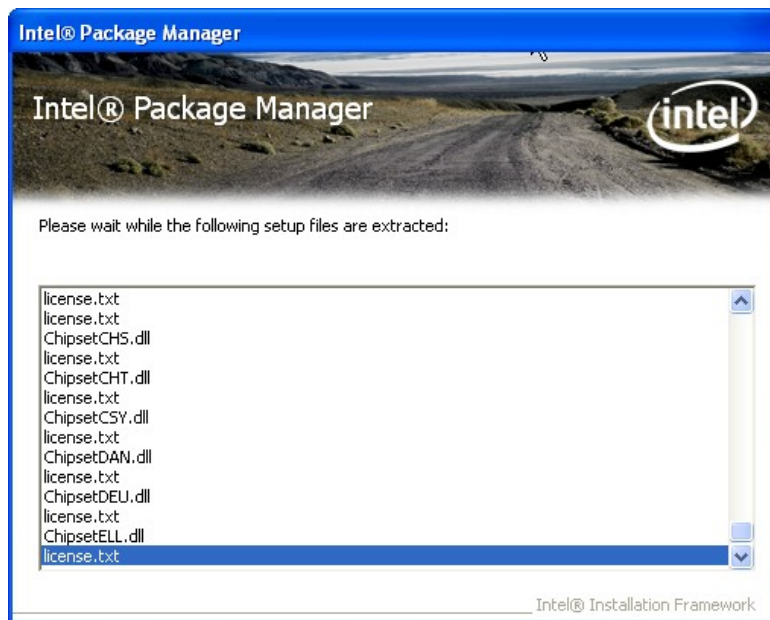 Intel® Package Manager
Intel® Package Manager
intel
Please wait while the following setup files are extracted:
license.txt
license.txt
ChipsetCHS.dll
license.txt
ChipsetCHT.dll
license.txt
ChipsetCSY.dll
license.txt
ChipsetDAN.dll
license.txt
ChipsetDEU.dll
license.txt
ChipsetELL.dll
license.txt
Intel® Installation Framework